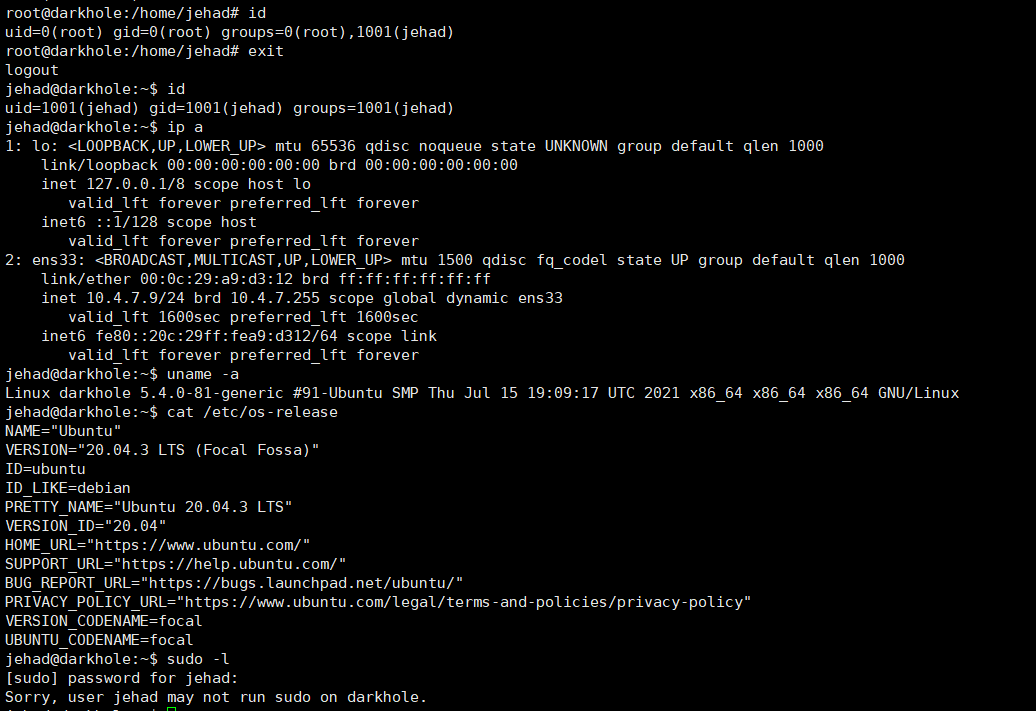 root@darkhole:/home/jehad# id
uid=0(root) gid=0(root) groups=0(root),1001(jehad)
root@darkhole:/home/jehad# exit
logout
jehad@darkhole:~$ id
uid=1001(jehad) gid=1001(jehad) groups=1001(jehad)
jehad@darkhole:~$ ip a
1: lo: <LOOPBACK,UP,LOWER_UP> mtu 65536 qdisc noqueue state UNKNOWN group default qlen 1000
    link/loopback 00:00:00:00:00:00 brd 00:00:00:00:00:00
    inet 127.0.0.1/8 scope host lo
       valid_lft forever preferred_lft forever
    inet6 ::1/128 scope host
       valid_lft forever preferred_lft forever
2: ens33: <BROADCAST,MULTICAST,UP,LOWER_UP> mtu 1500 qdisc fq_codel state UP group default qlen 1000
    link/ether 00:0c:29:a9:d3:12 brd ff:ff:ff:ff:ff:ff
    inet 10.4.7.9/24 brd 10.4.7.255 scope global dynamic ens33
       valid_lft 1600sec preferred_lft 1600sec
    inet6 fe80::20c:29ff:fea9:d312/64 scope link
       valid_lft forever preferred_lft forever
jehad@darkhole:~$ uname -a
Linux darkhole 5.4.0-81-generic #91-Ubuntu SMP Thu Jul 15 19:09:17 UTC 2021 x86_64 x86_64 x86_64 GNU/Linux
jehad@darkhole:~$ cat /etc/os-release
NAME="Ubuntu"
VERSION="20.04.3 LTS (Focal Fossa)"
ID=ubuntu
ID_LIKE=debian
PRETTY_NAME="Ubuntu 20.04.3 LTS"
VERSION_ID="20.04"
HOME_URL="https://www.ubuntu.com/"
SUPPORT_URL="https://help.ubuntu.com/"
BUG_REPORT_URL="https://bugs.launchpad.net/ubuntu/"
PRIVACY_POLICY_URL="https://www.ubuntu.com/legal/terms-and-policies/privacy-policy"
VERSION_CODENAME=focal
UBUNTU_CODENAME=focal
jehad@darkhole:~$ sudo -l
[sudo] password for jehad:
Sorry, user jehad may not run sudo on darkhole.